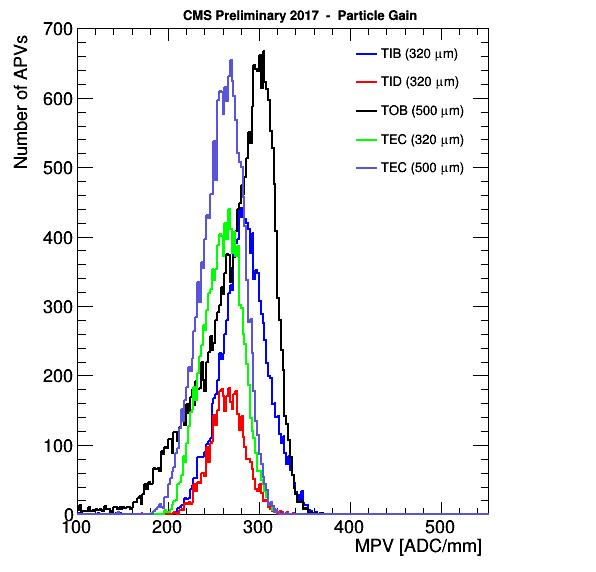 CMS Preliminary 2017 - Particle Gain
Number of APVs
700
600
500
400
300
200
100
0
TIB (320 μm)
TID (320 μm)
TOB (500 μm)
TEC (320 μm)
TEC (500 μm)
100 200 300 400 500
MPV [ADC/mm]